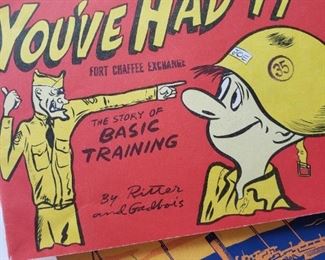 YOU'VE HAD IT
FORT CHAFFEE EXCHANGE
35
THE STORY OF
BASIC
TRAINING
By Ritter
and Gadbois